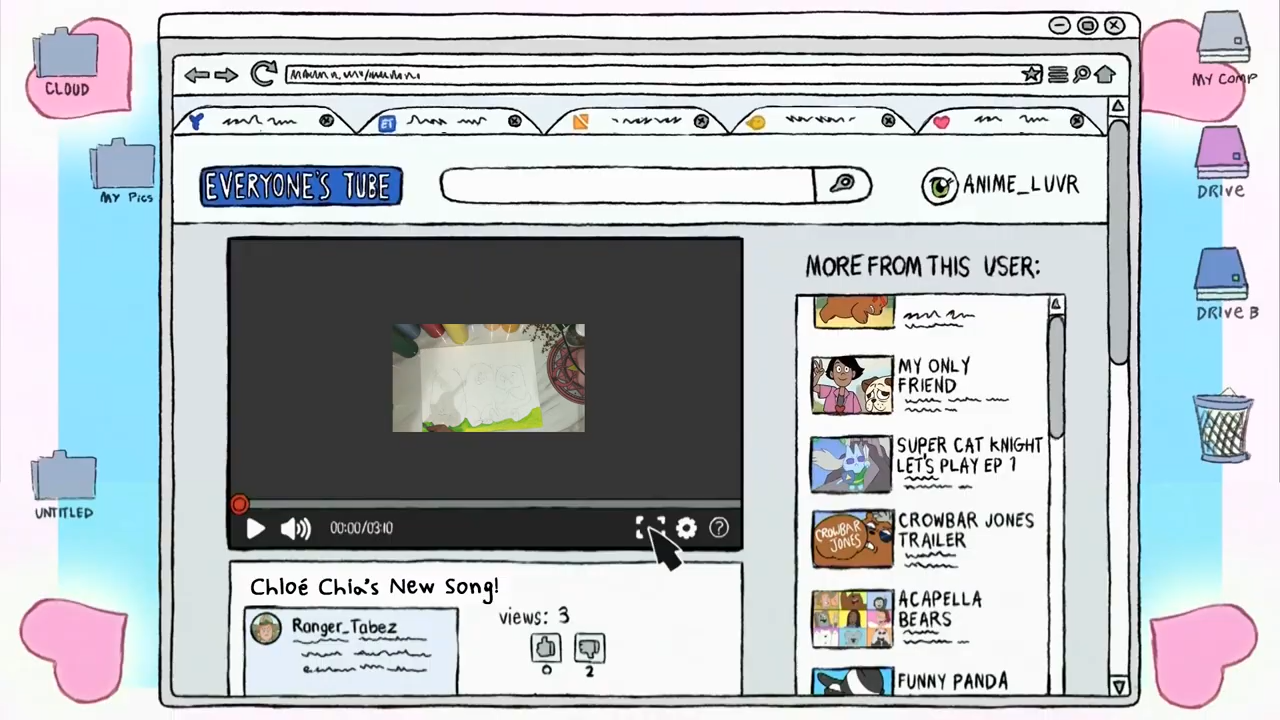 CLOUD
MY COMP
ET
My Pics
EVERYONE'S TUBE
ANIME_LUVR
DRIVE
MORE FROM THIS USER:
DRIVE B
MY ONLY
FRIEND
SUPER CAT KNIGHT
LET'S PLAY EP 1
UNTITLED
00:00/03:10
?
CROWBAR
JONES
CROWBAR JONES
TRAILER
Chloé Chia's New Song!
ACAPELLA
BEARS
Ranger_Tabez
views: 3
0
2
FUNNY PANDA